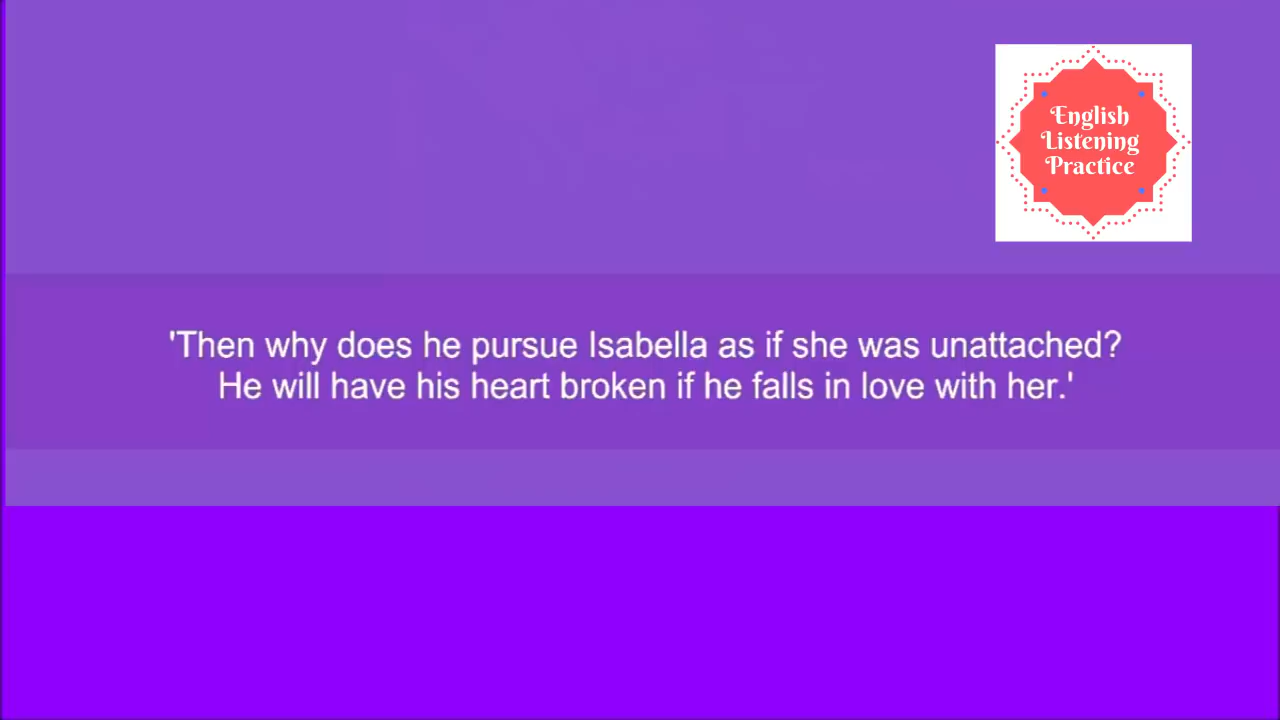 English
Listening
Practice
'Then why does he pursue Isabella as if she was unattached?
He will have his heart broken if he falls in love with her.'